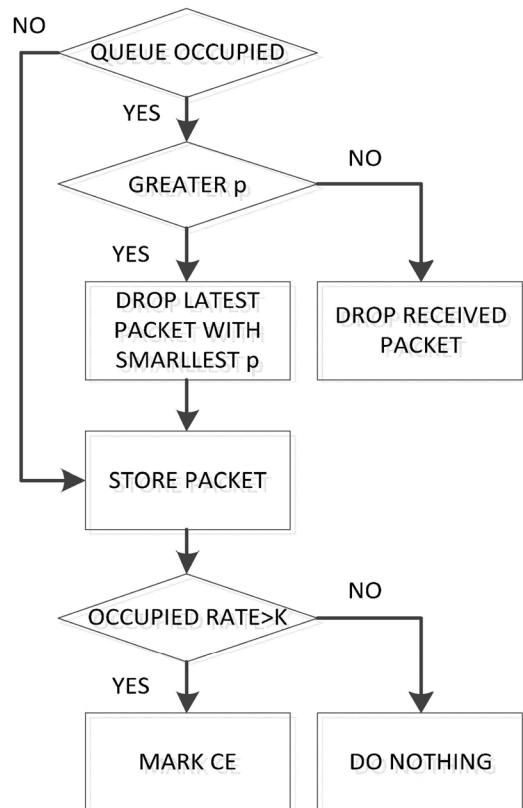 NO
QUEUE OCCUPIED
YES
NO
GREATER p
YES
DROP LATEST
PACKET WITH
SMARLLEST p
DROP RECEIVED
PACKET
STORE PACKET
NO
OCCUPIED RATE>K
YES
MARK CE
DO NOTHING